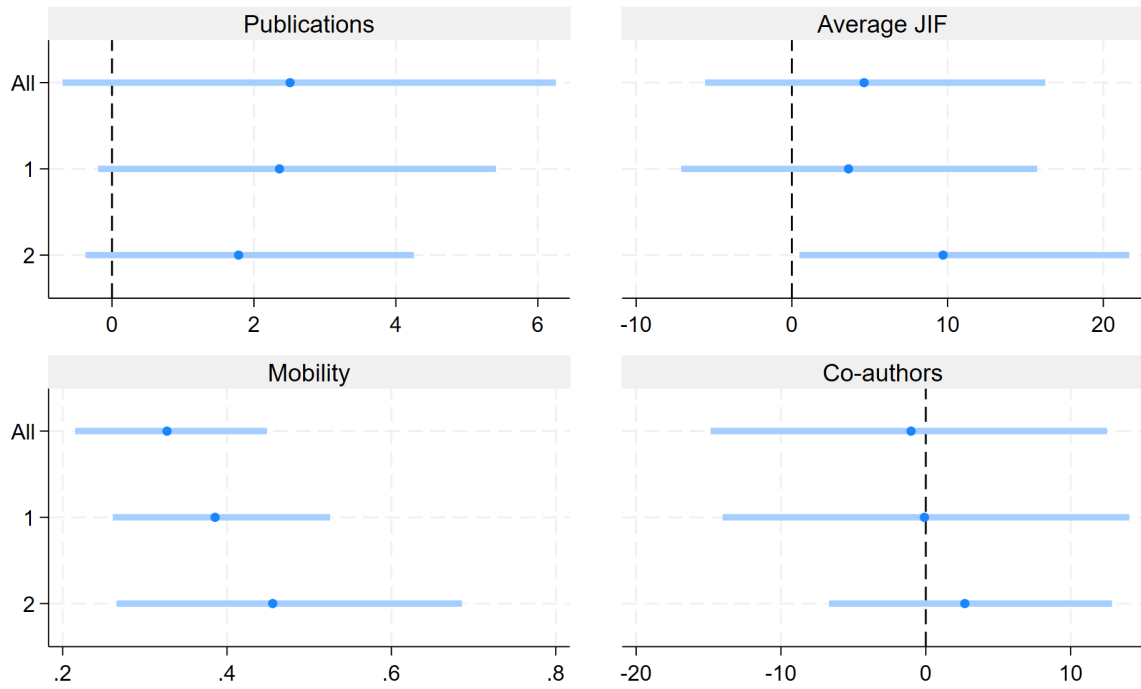 Publications
Average JIF
All
1
2
0 2 4 6
-10 0 10 20
Mobility
Co-authors
All
1
2
.2 .4 .6 .8
-20 -10 0 10